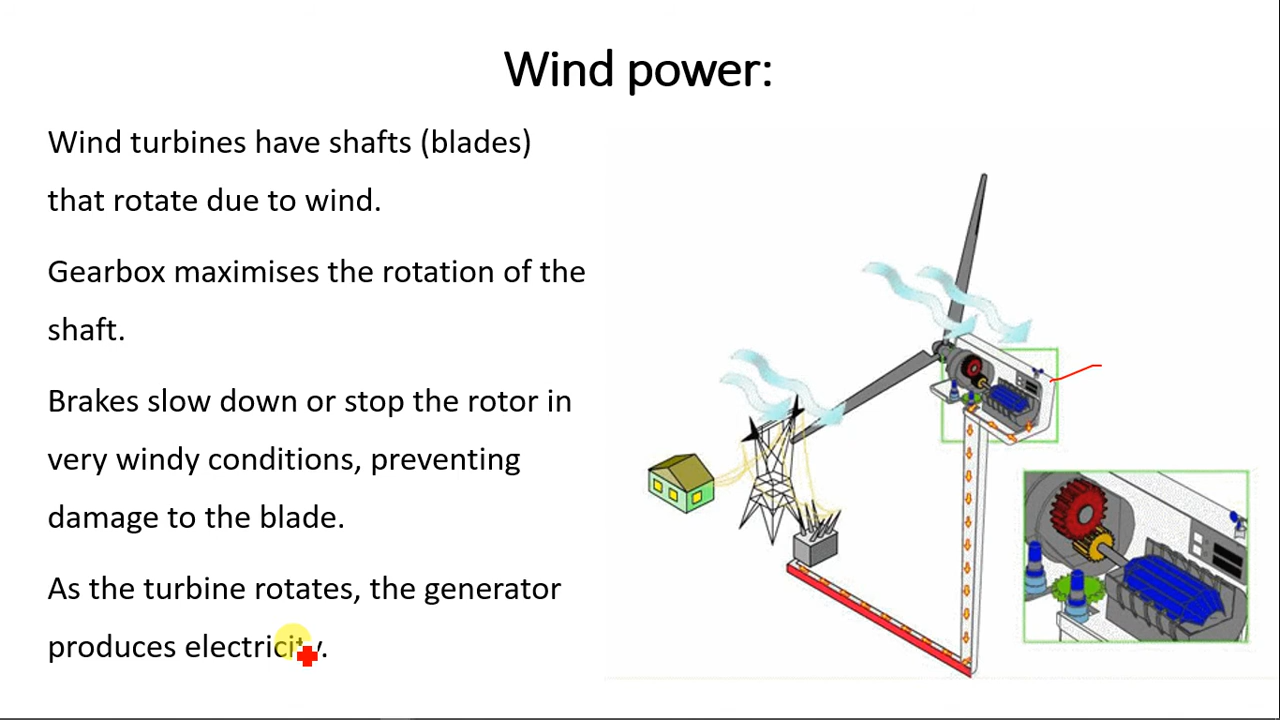 Wind power:
Wind turbines have shafts (blades)
that rotate due to wind.
Gearbox maximises the rotation of the
shaft.
Brakes slow down or stop the rotor in
very windy conditions, preventing
damage to the blade.
As the turbine rotates, the generator
produces electricity.